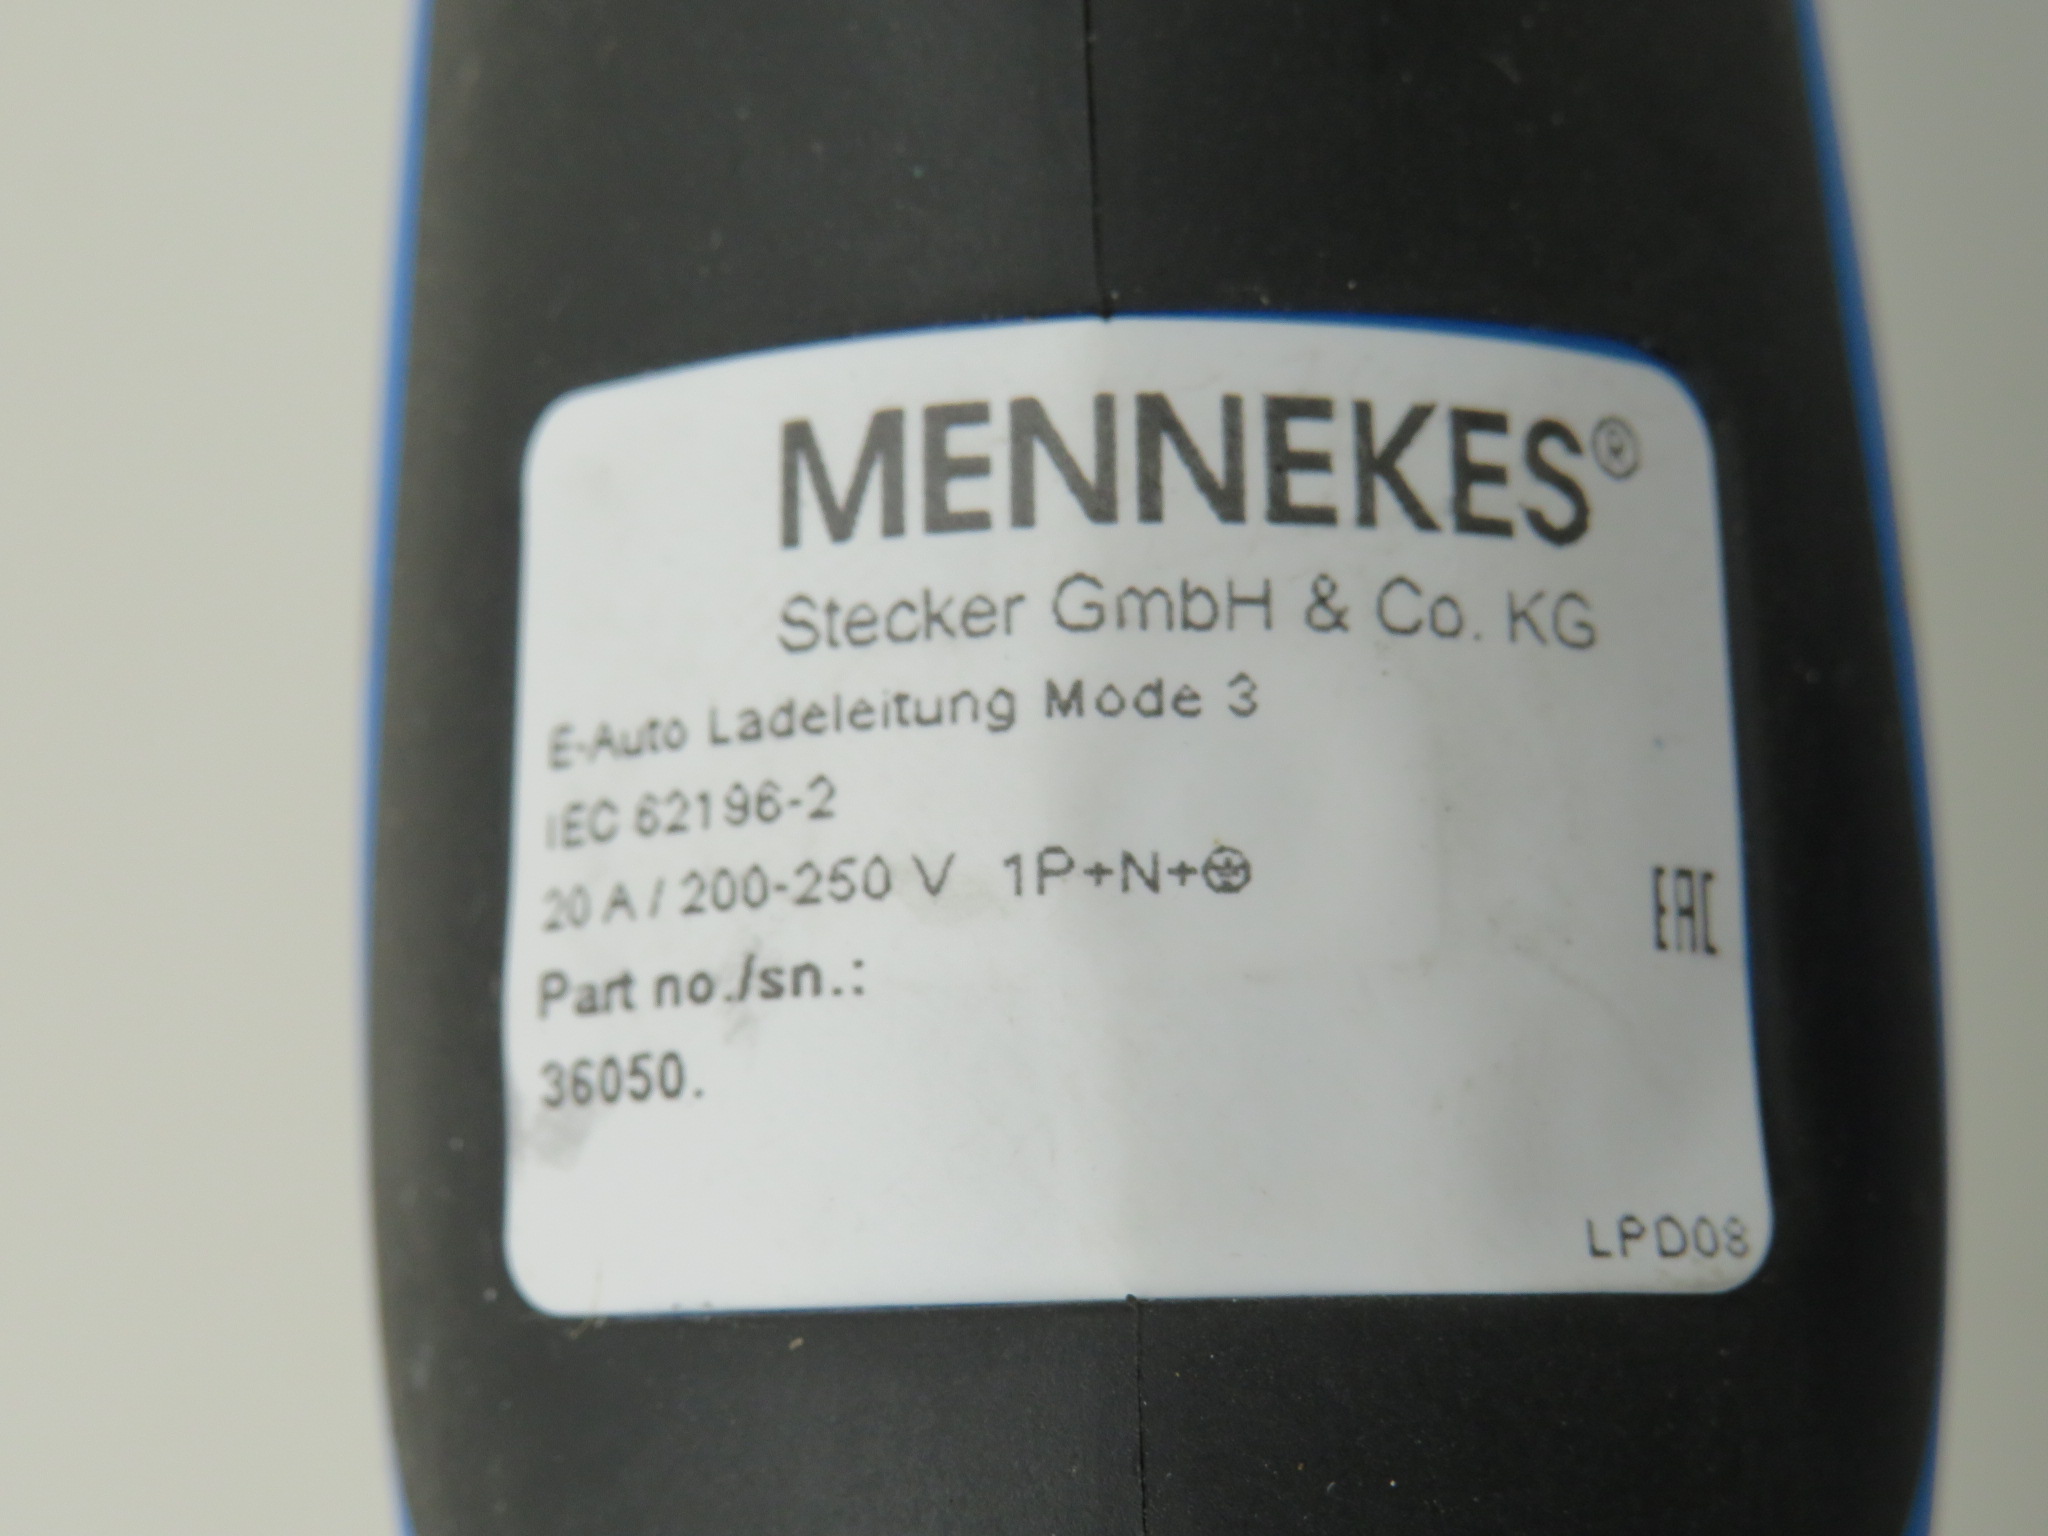 MENNEKES®
Stecker GmbH & Co. KG
E-Auto Ladeleitung Mode 3
IEC 62196-2
20 A / 200-250 V 1P+N+⏚
EAC
Part no./sn.:
36050.
LPD08